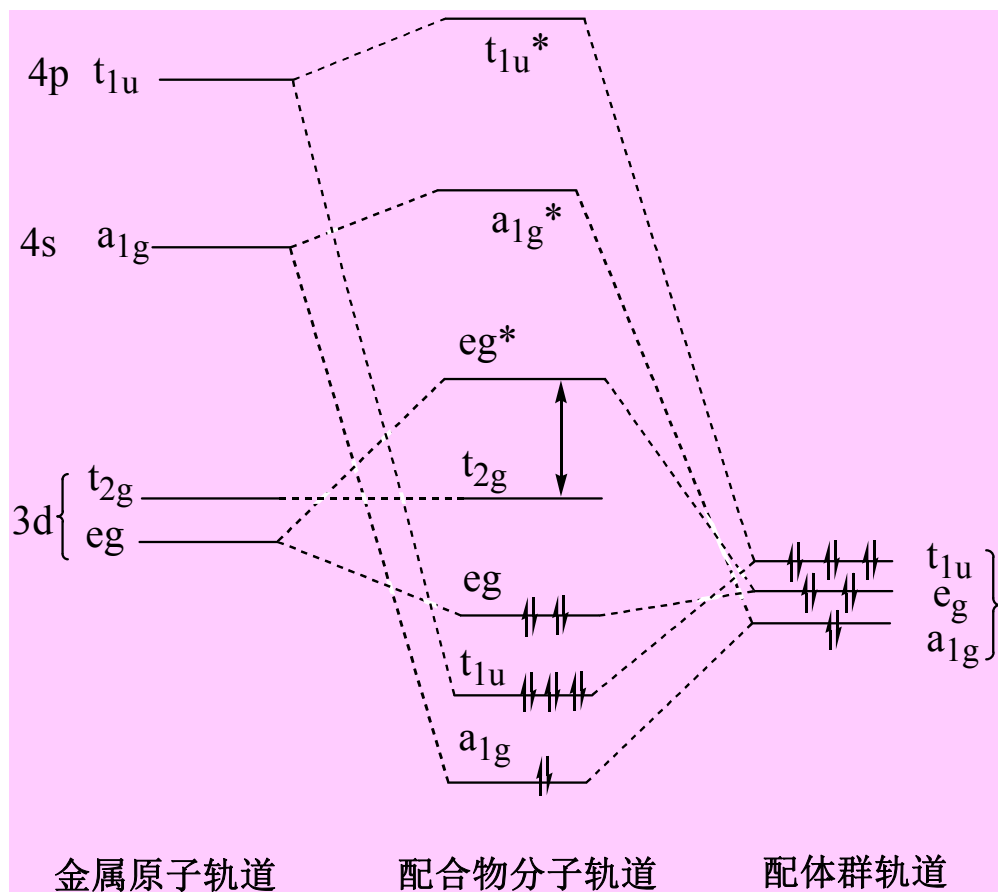 t1u*
4p t1u
a1g*
4s a1g
eg*
t2g
t2g
3d
eg
t1u
eg
eg
a1g
t1u
a1g
金属原子轨道 配合物分子轨道 配体群轨道